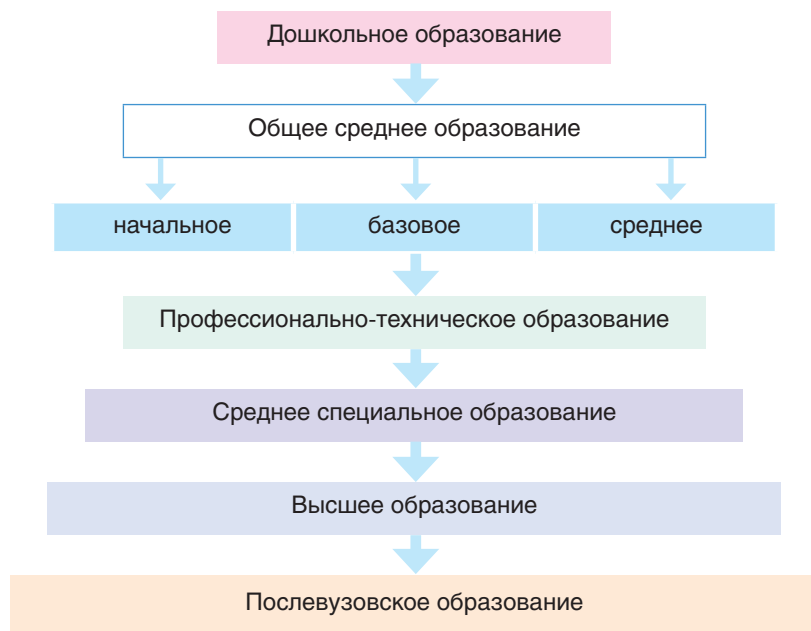 Дошкольное образование
Общее среднее образование
начальное
базовое
среднее
Профессионально-техническое образование
Среднее специальное образование
Высшее образование
Послевузовское образование